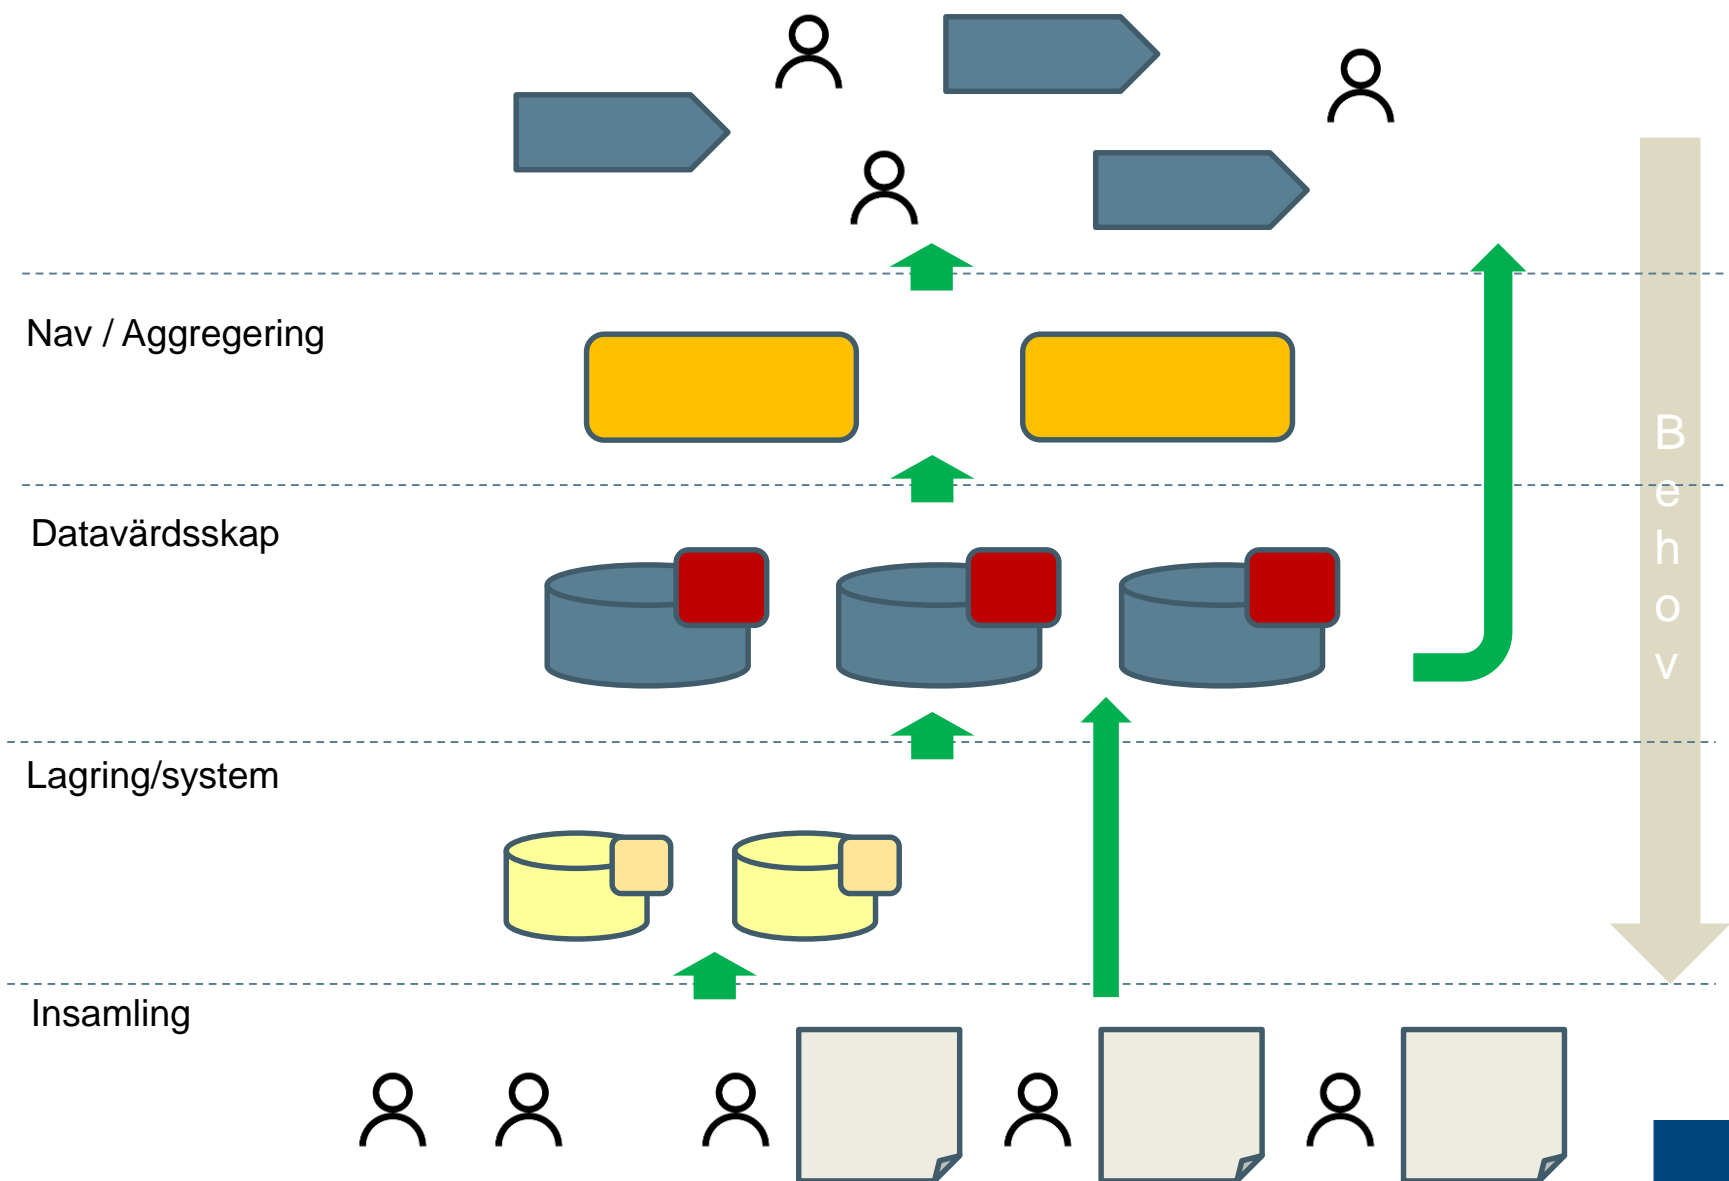 Nav / Aggregering
Datavärdsskap
Lagring/system
Insamling
B
e
h
o
v